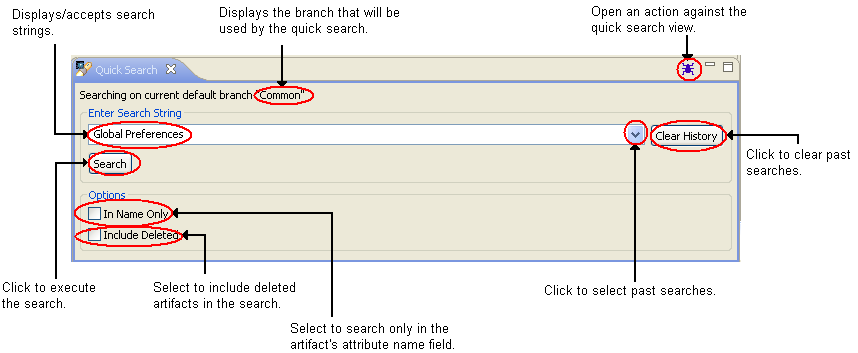 Displays/accepts search
strings.
Displays the branch that will be
used by the quick search.
Open an action against the
quick search view.
Quick Search
Searching on current default branch "Common"
Enter Search String
Global Preferences
Clear History
Search
Click to clear past
searches.
Options
In Name Only
Include Deleted
Click to execute
the search.
Select to include deleted
artifacts in the search.
Click to select past searches.
Select to search only in the
artifact's attribute name field.